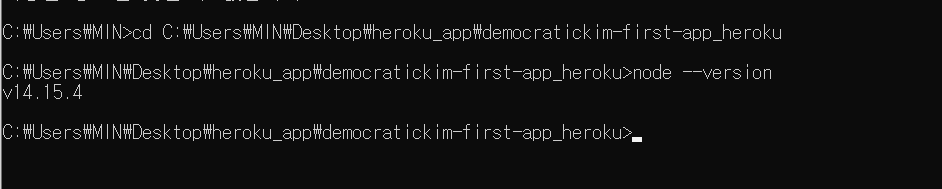 C:₩Users₩MIN>cd C:₩Users₩MIN₩Desktop₩heroku_app₩democratickim-first-app_heroku
C:₩Users₩MIN₩Desktop₩heroku_app₩democratickim-first-app_heroku>node --version
v14.15.4
C:₩Users₩MIN₩Desktop₩heroku_app₩democratickim-first-app_heroku>